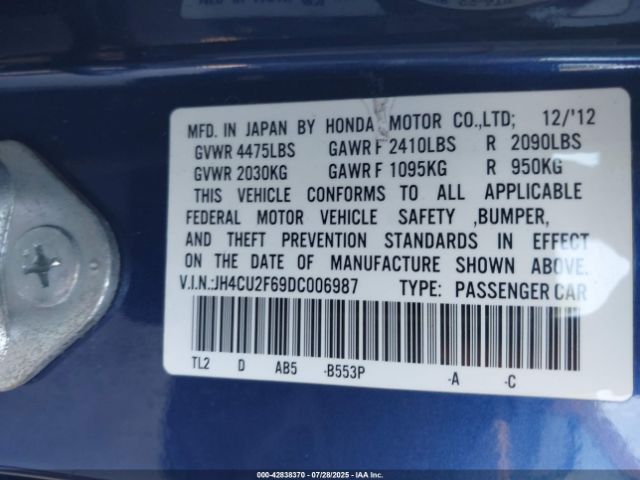 MFD. IN JAPAN BY HONDA MOTOR CO.,LTD; 12/'12
GVWR 4475LBS GAWR F 2410LBS R 2090LBS
GVWR 2030KG GAWR F 1095KG R 950KG
THIS VEHICLE CONFORMS TO ALL APPLICABLE
FEDERAL MOTOR VEHICLE SAFETY ,BUMPER,
AND THEFT PREVENTION STANDARDS IN EFFECT
ON THE DATE OF MANUFACTURE SHOWN ABOVE.
V.I.N.:JH4CU2F69DC006987 TYPE: PASSENGER CAR
TL2 D AB5 -B553P -A -C
000-42838370 - 07/28/2025 - IAAI.COM